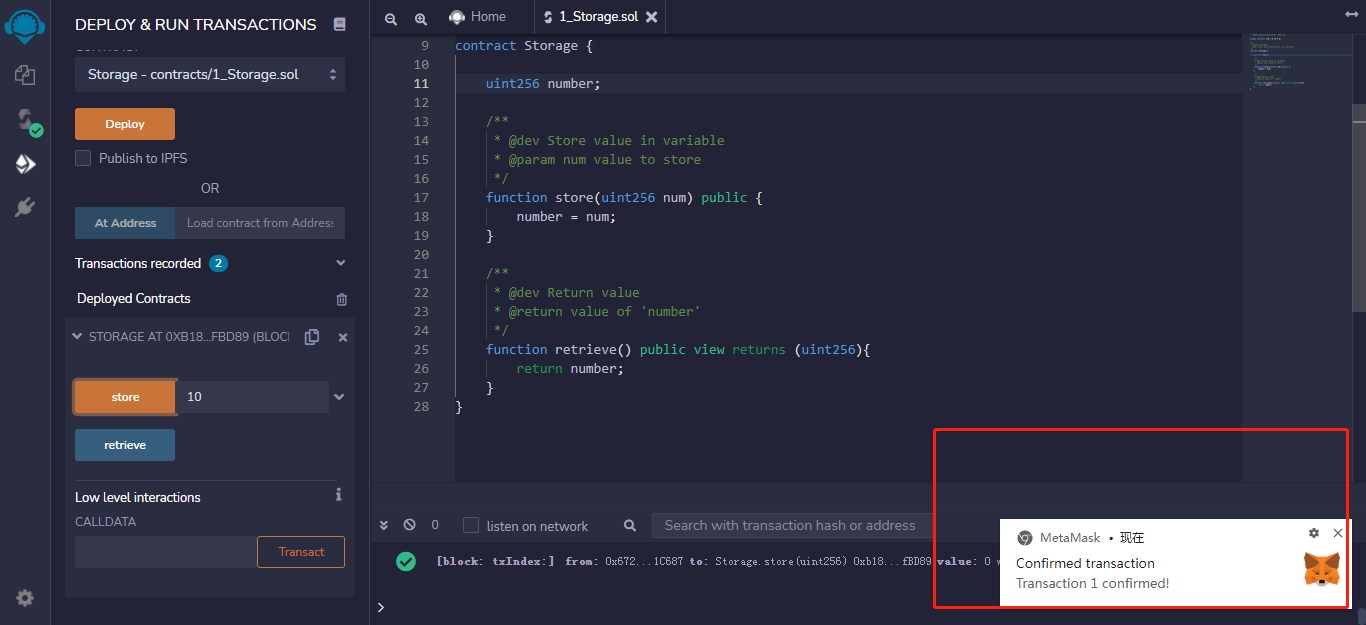 DEPLOY & RUN TRANSACTIONS
Storage - contracts/1_Storage.sol
Deploy
Publish to IPFS
OR
At Address
Load contract from Address
Transactions recorded 2
Deployed Contracts
STORAGE AT 0XB18...FBD89 (BLOC
store
10
retrieve
Low level interactions
i
CALLDATA
Transact
Home
1_Storage.sol
9 contract Storage {
10
11 uint256 number;
12
13 /**
14 * @dev Store value in variable
15 * @param num value to store
16 */
17 function store(uint256 num) public {
18 number = num;
19 }
20
21 /**
22 * @dev Return value
23 * @return value of 'number'
24 */
25 function retrieve() public view returns (uint256){
26 return number;
27 }
28 }
0
listen on network
Search with transaction hash or address
[block: txIndex:] from: 0x672...1C687 to: Storage.store(uint256) 0xb18...fBD89 value: 0 w
>
MetaMask • 现在
Confirmed transaction
Transaction 1 confirmed!